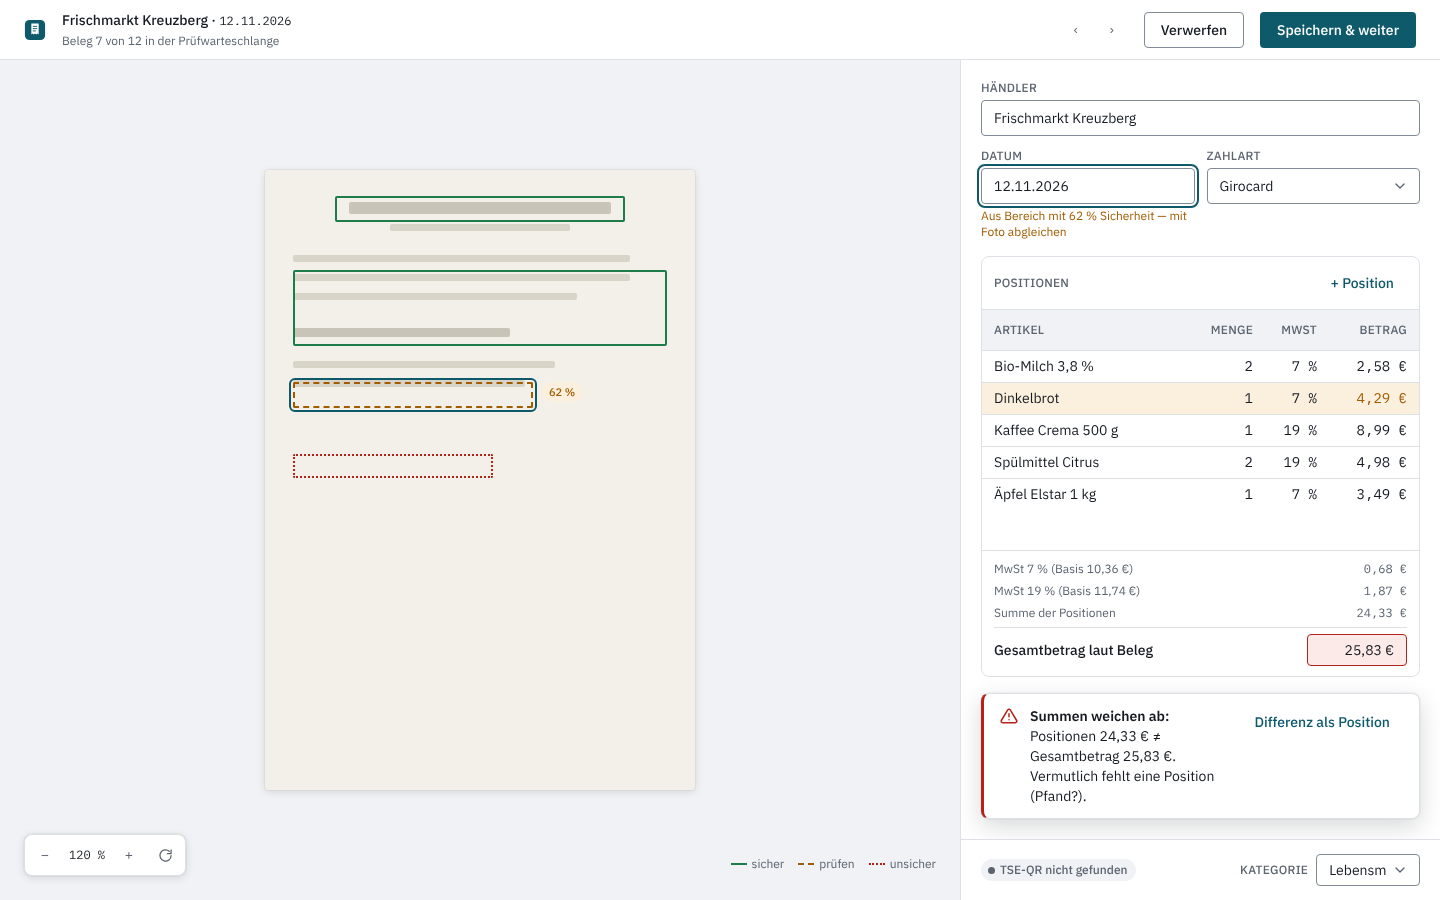 Frischmarkt Kreuzberg · 12.11.2026
Beleg 7 von 12 in der Prüfwarteschlange
‹ ›
Verwerfen
Speichern & weiter
62 %
− 120 % +
sicher prüfen unsicher
HÄNDLER
Frischmarkt Kreuzberg
DATUM ZAHLART
12.11.2026 Girocard
Aus Bereich mit 62 % Sicherheit — mit
Foto abgleichen
POSITIONEN + Position
ARTIKEL MENGE MWST BETRAG
Bio-Milch 3,8 % 2 7 % 2,58 €
Dinkelbrot 1 7 % 4,29 €
Kaffee Crema 500 g 1 19 % 8,99 €
Spülmittel Citrus 2 19 % 4,98 €
Äpfel Elstar 1 kg 1 7 % 3,49 €
MwSt 7 % (Basis 10,36 €) 0,68 €
MwSt 19 % (Basis 11,74 €) 1,87 €
Summe der Positionen 24,33 €
Gesamtbetrag laut Beleg 25,83 €
Summen weichen ab:
Positionen 24,33 € ≠
Gesamtbetrag 25,83 €.
Vermutlich fehlt eine Position
(Pfand?).
Differenz als Position
TSE-QR nicht gefunden
KATEGORIE Lebensm